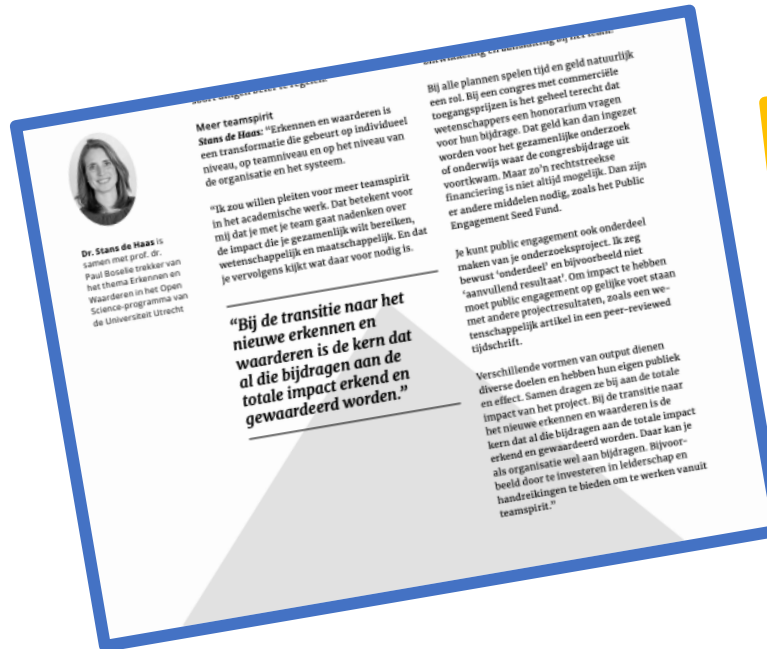 Dr. Stans de Haas is
samen met prof. dr.
Paul Boselie trekker van
het thema Erkennen en
Waarderen in het Open
Science-programma van
de Universiteit Utrecht
Meer teamspirit
Stans de Haas: “Erkennen en waarderen is
een transformatie die gebeurt op individueel
niveau, op teamniveau en op het niveau van
de organisatie en het systeem.
“Ik zou willen pleiten voor meer teamspirit
in het academische werk. Dat betekent voor
mij dat je met je team gaat nadenken over
de impact die je gezamenlijk wilt bereiken,
wetenschappelijk en maatschappelijk. En dat
je vervolgens kijkt wat daar voor nodig is.
“Bij de transitie naar het
nieuwe erkennen en
waarderen is de kern dat
al die bijdragen aan de
totale impact erkend en
gewaardeerd worden.”
Bij alle plannen spelen tijd en geld natuurlijk
een rol. Bij een congres met commerciële
toegangsprijzen is het geheel terecht dat
wetenschappers een honorarium vragen
voor hun bijdrage. Dat geld kan dan ingezet
worden voor het gezamenlijke onderzoek
of onderwijs waar de congresbijdrage uit
voortkwam. Maar zo’n rechtstreekse
financiering is niet altijd mogelijk. Dan zijn
er andere middelen nodig, zoals het Public
Engagement Seed Fund.
Je kunt public engagement ook onderdeel
maken van je onderzoeksproject. Ik zeg
bewust ‘onderdeel’ en bijvoorbeeld niet
‘aanvullend resultaat’. Om impact te hebben
moet public engagement op gelijke voet staan
met andere projectresultaten, zoals een we-
tenschappelijk artikel in een peer-reviewed
tijdschrift.
Verschillende vormen van output dienen
diverse doelen en hebben hun eigen publiek
en effect. Samen dragen ze bij aan de totale
impact van het project. Bij de transitie naar
het nieuwe erkennen en waarderen is de
kern dat al die bijdragen aan de totale impact
erkend en gewaardeerd worden. Daar kan je
als organisatie wel aan bijdragen. Bijvoor-
beeld door te investeren in leiderschap en
handreikingen te bieden om te werken vanuit
teamspirit.”